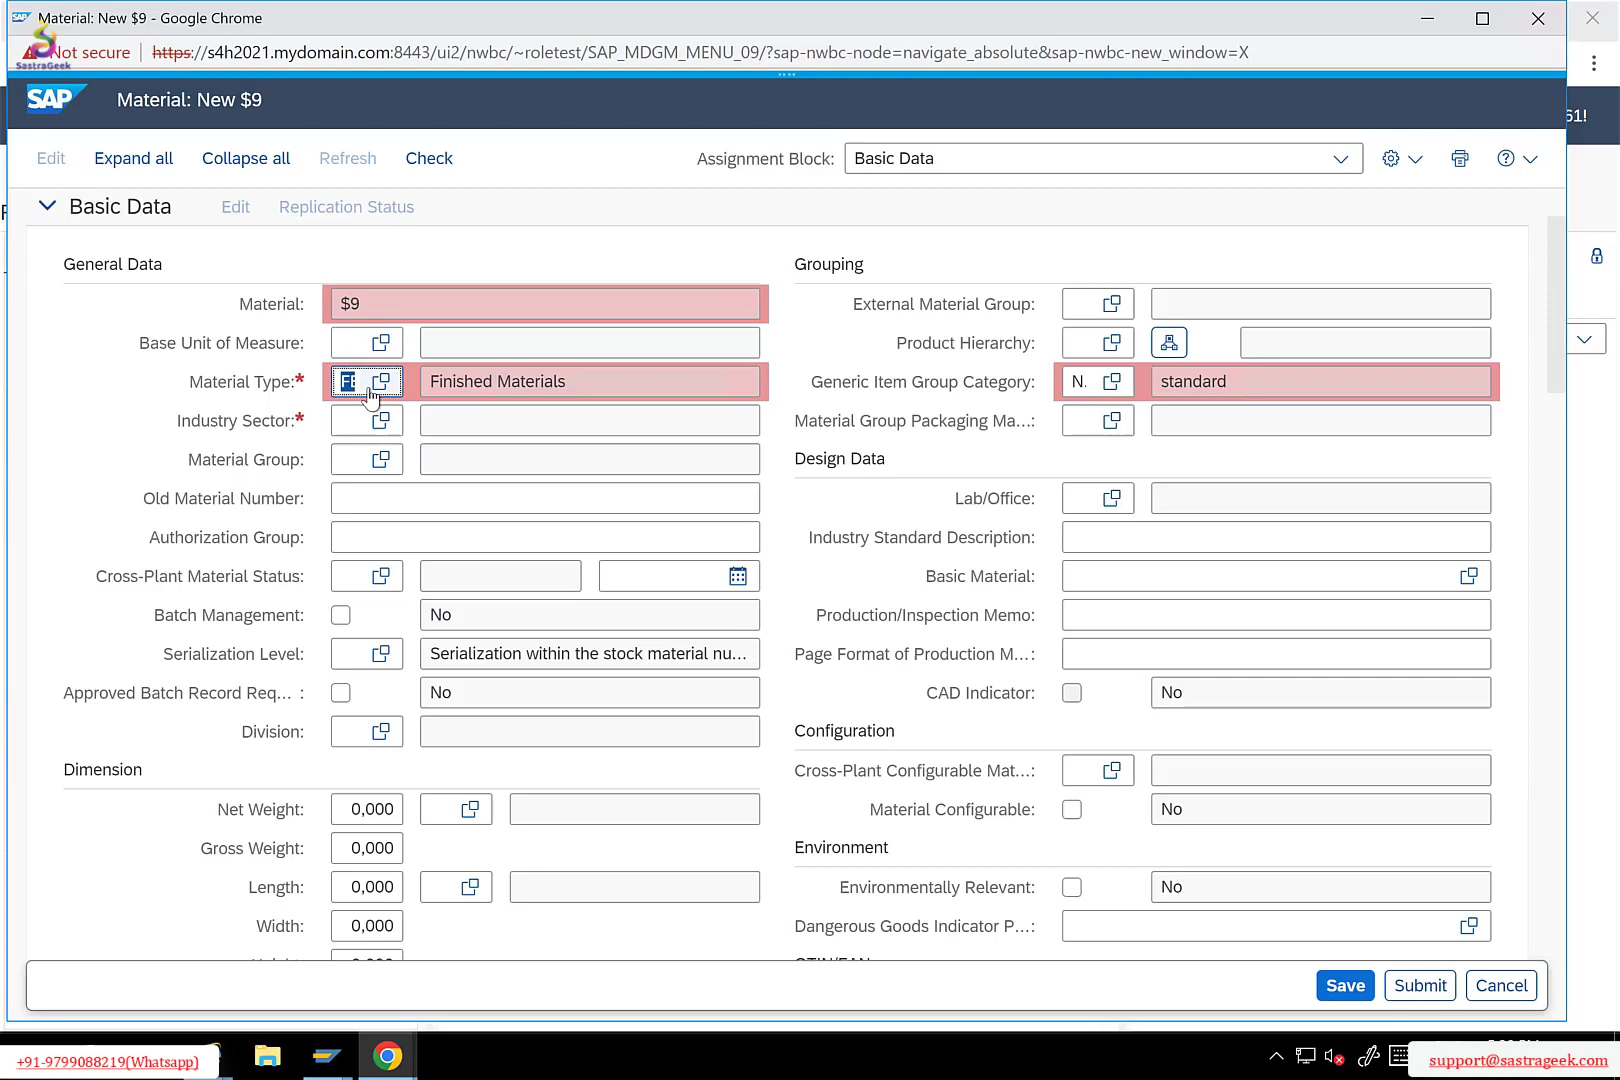 Material: New $9 - Google Chrome
SastraGeek
Not secure https://s4h2021.mydomain.com:8443/ui2/nwbc/~roletest/SAP_MDGM_MENU_09/?sap-nwbc-node=navigate_absolute&sap-nwbc-new_window=X
SAP Material: New $9
Edit Expand all Collapse all Refresh Check Assignment Block: Basic Data
Basic Data Edit Replication Status
General Data
Material: $9
Base Unit of Measure:
Material Type:* Finished Materials
Industry Sector:*
Material Group:
Old Material Number:
Authorization Group:
Cross-Plant Material Status:
Batch Management: No
Serialization Level: Serialization within the stock material nu...
Approved Batch Record Req... : No
Division:
Dimension
Net Weight: 0,000
Gross Weight: 0,000
Length: 0,000
Width: 0,000
Grouping
External Material Group:
Product Hierarchy:
Generic Item Group Category: N. standard
Material Group Packaging Ma...:
Design Data
Lab/Office:
Industry Standard Description:
Basic Material:
Production/Inspection Memo:
Page Format of Production M...:
CAD Indicator: No
Configuration
Cross-Plant Configurable Mat...:
Material Configurable: No
Environment
Environmentally Relevant: No
Dangerous Goods Indicator P...:
Save Submit Cancel
+91-9799088219(Whatsapp)
support@sastrageek.com